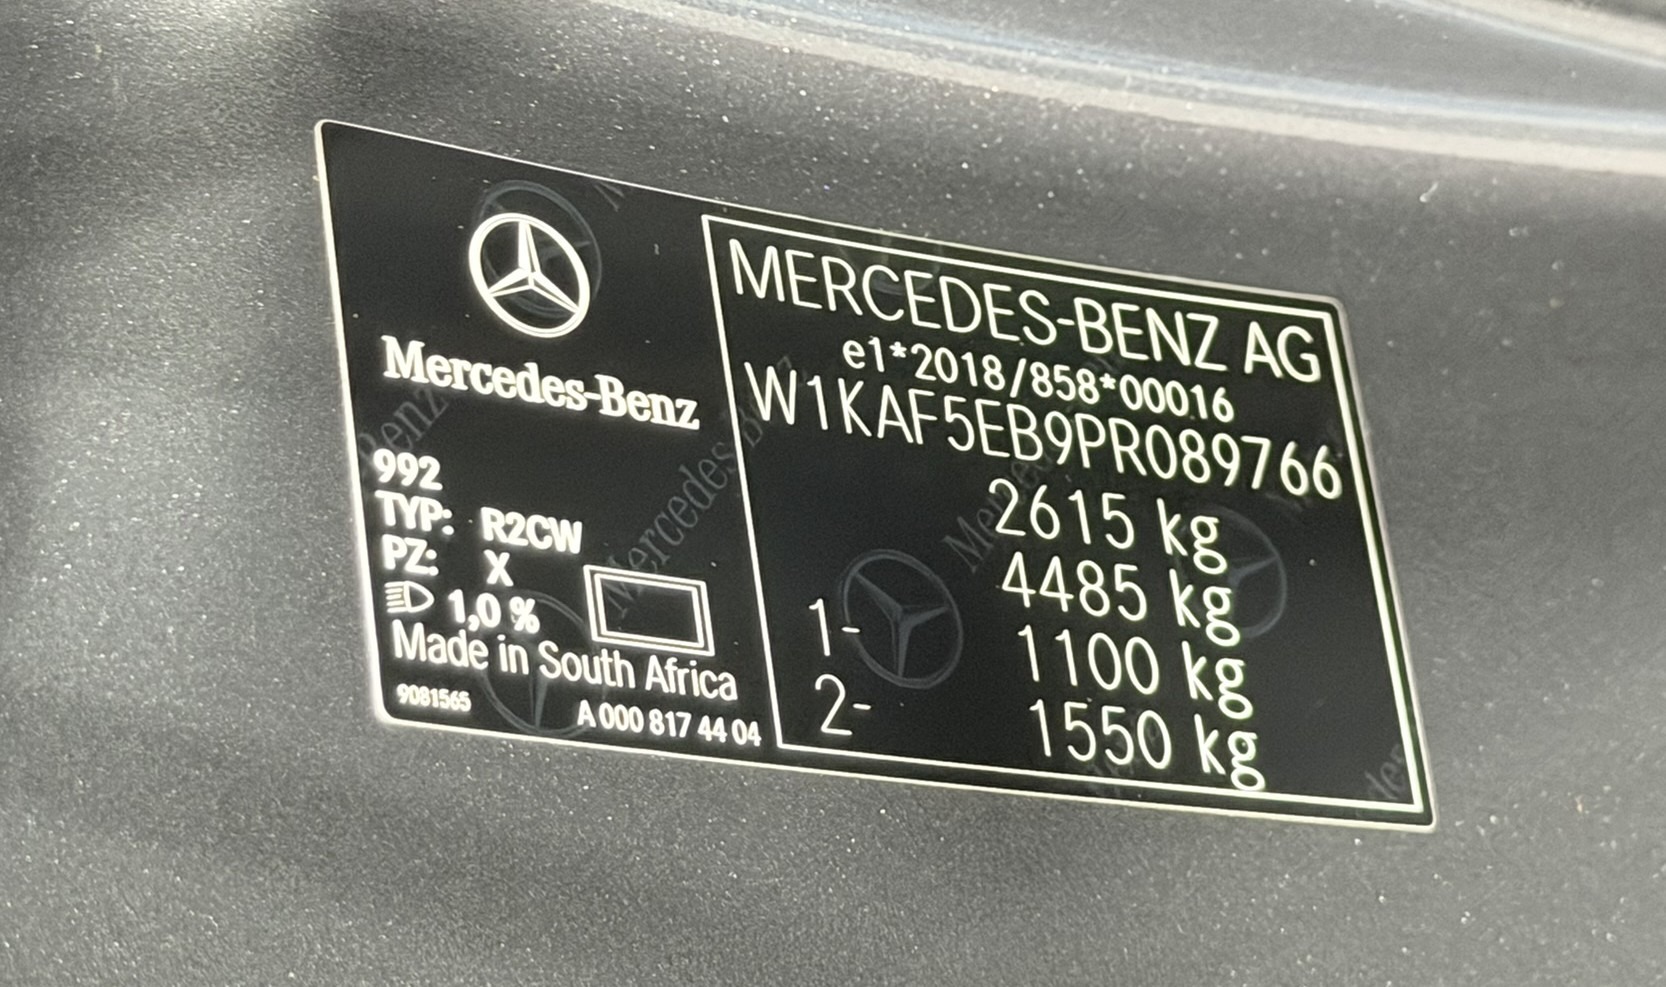 Mercedes-Benz
992
TYP: R2CW
PZ: X
1,0 %
Made in South Africa
9081565
A 000 817 44 04
MERCEDES-BENZ AG
e1*2018/858*00016
W1KAF5EB9PR089766
2615 kg
4485 kg
1- 1100 kg
2- 1550 kg